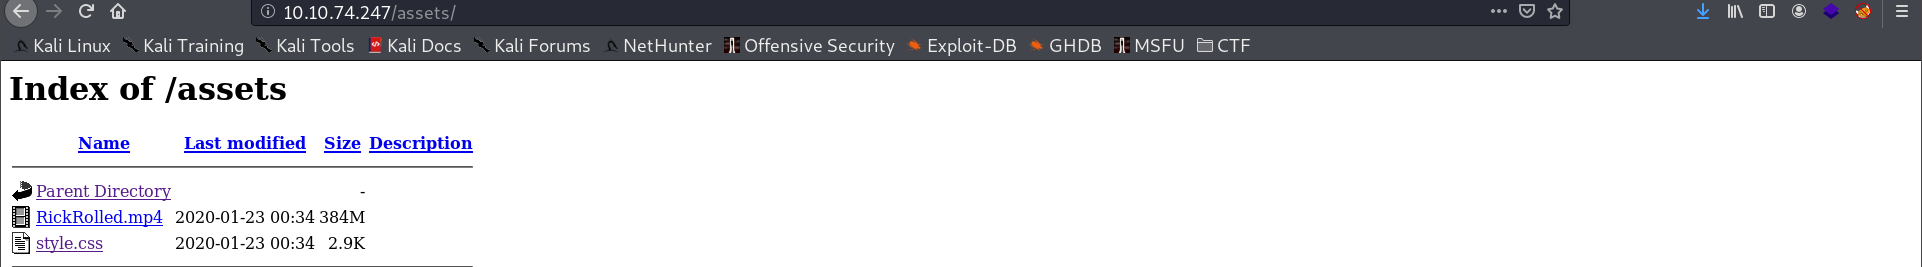 10.10.74.247/assets/
Kali Linux Kali Training Kali Tools Kali Docs Kali Forums NetHunter Offensive Security Exploit-DB GHDB MSFU CTF
Index of /assets
Name Last modified Size Description
Parent Directory -
RickRolled.mp4 2020-01-23 00:34 384M
style.css 2020-01-23 00:34 2.9K